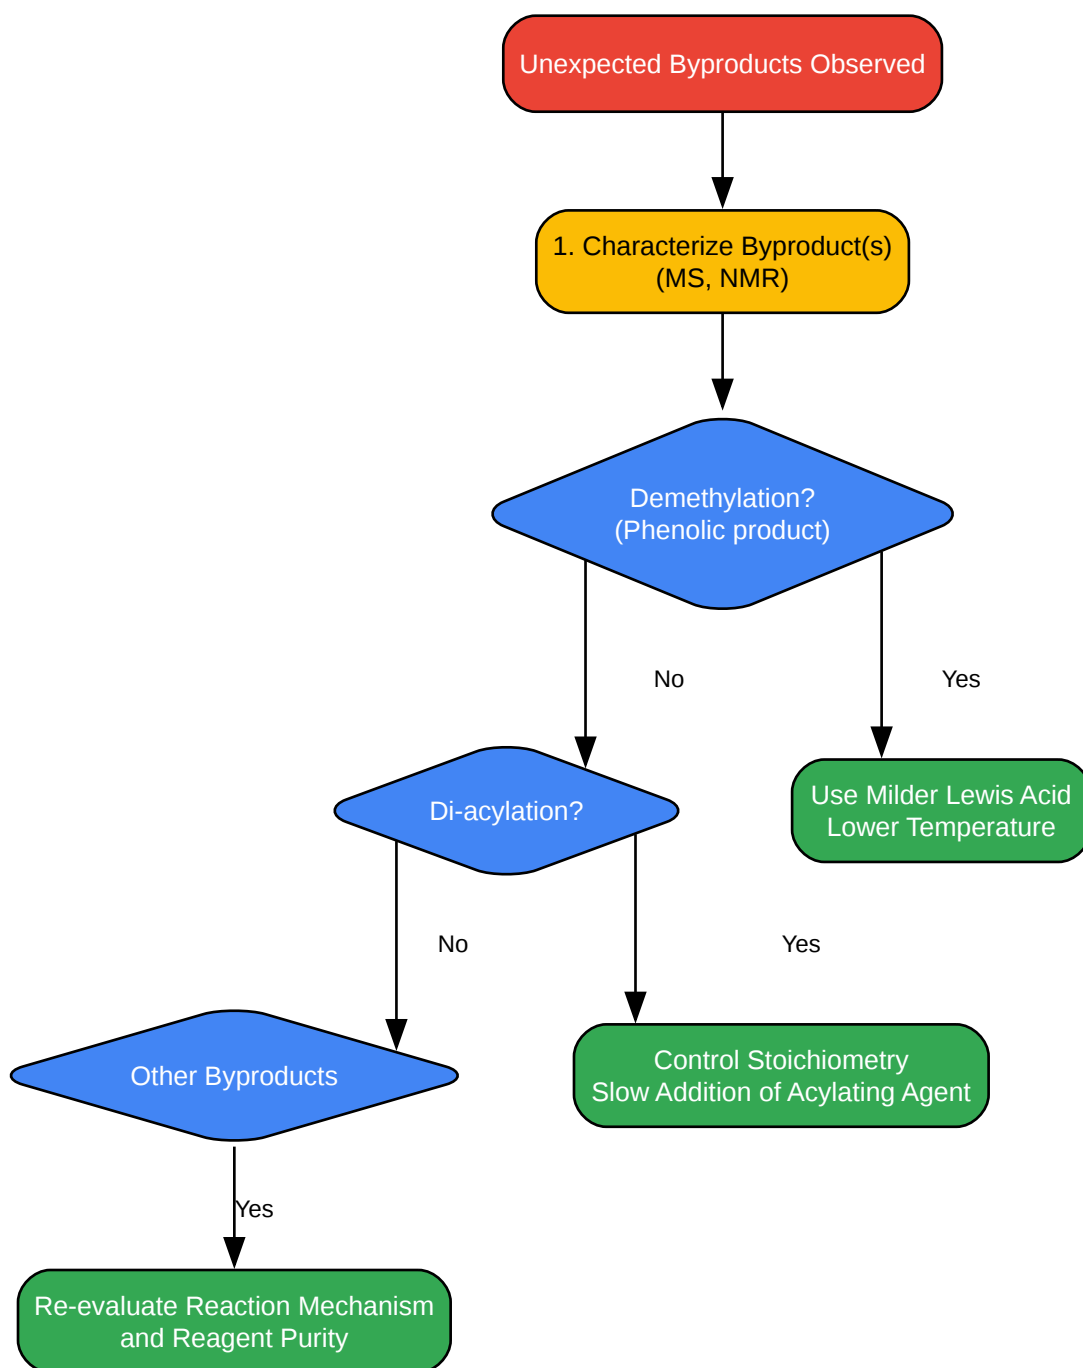 Unexpected Byproducts Observed
1. Characterize Byproduct(s)
(MS, NMR)
Demethylation?
(Phenolic product)
No
Yes
Use Milder Lewis Acid
Lower Temperature
Di-acylation?
No
Yes
Control Stoichiometry
Slow Addition of Acylating Agent
Other Byproducts
Yes
Re-evaluate Reaction Mechanism
and Reagent Purity